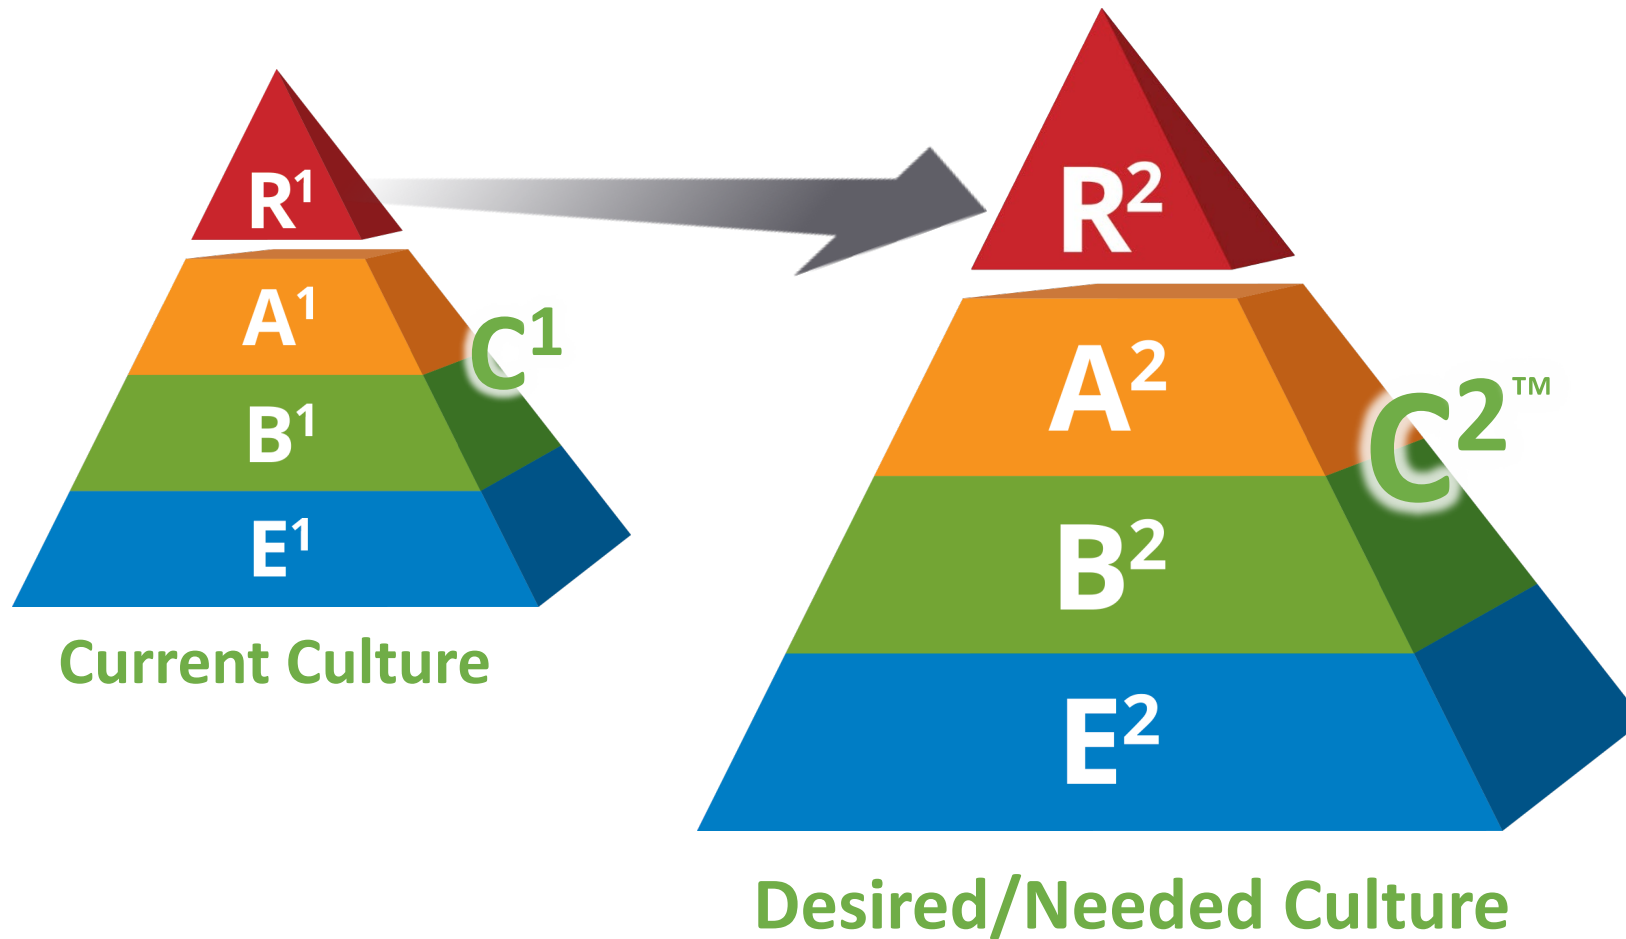 R¹
A¹
C¹
B¹
E¹
Current Culture
R²
A²
C²™
B²
E²
Desired/Needed Culture